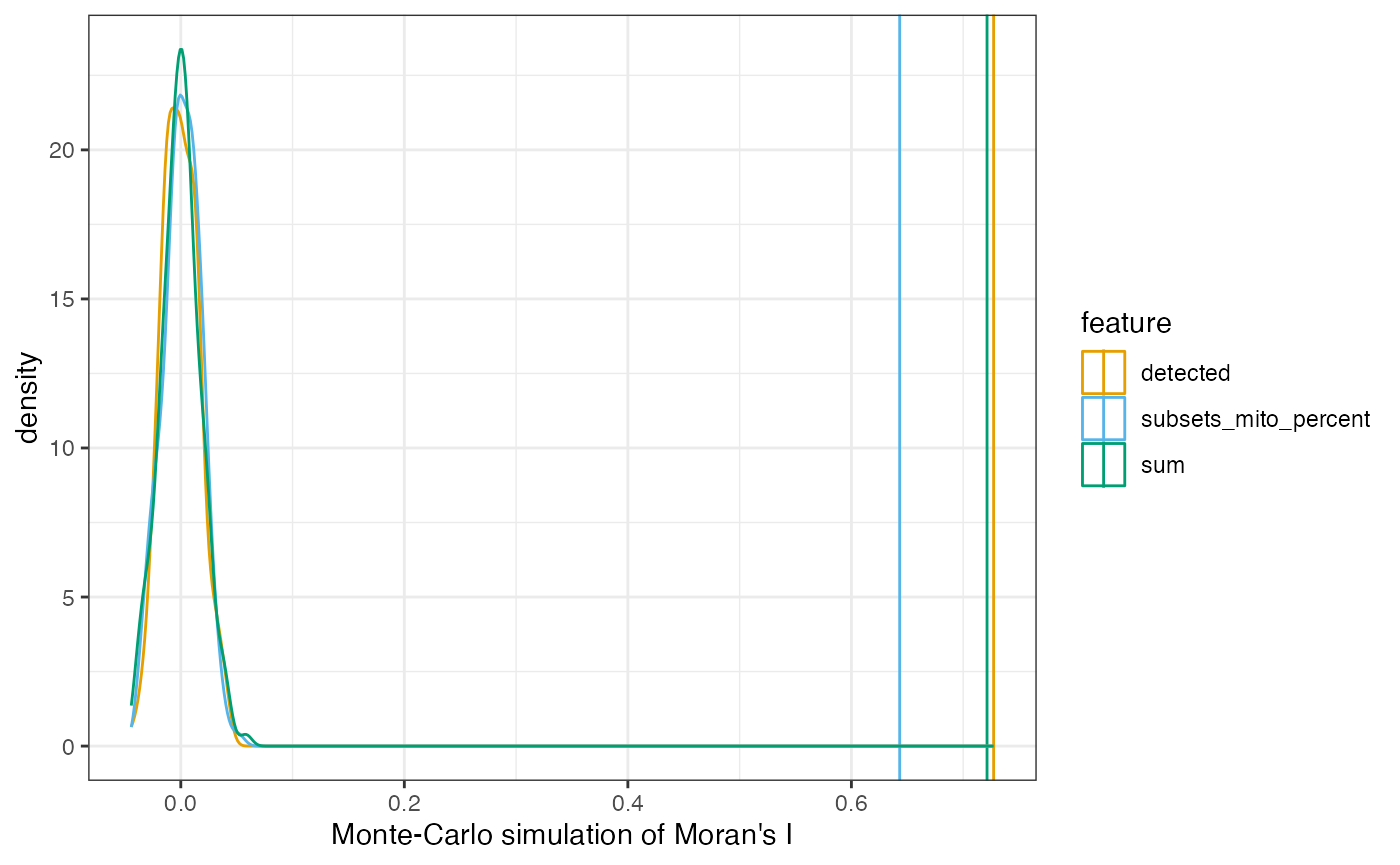 density
20
15
10
5
0
0.0 0.2 0.4 0.6
Monte-Carlo simulation of Moran's I
feature
detected
subsets_mito_percent
sum